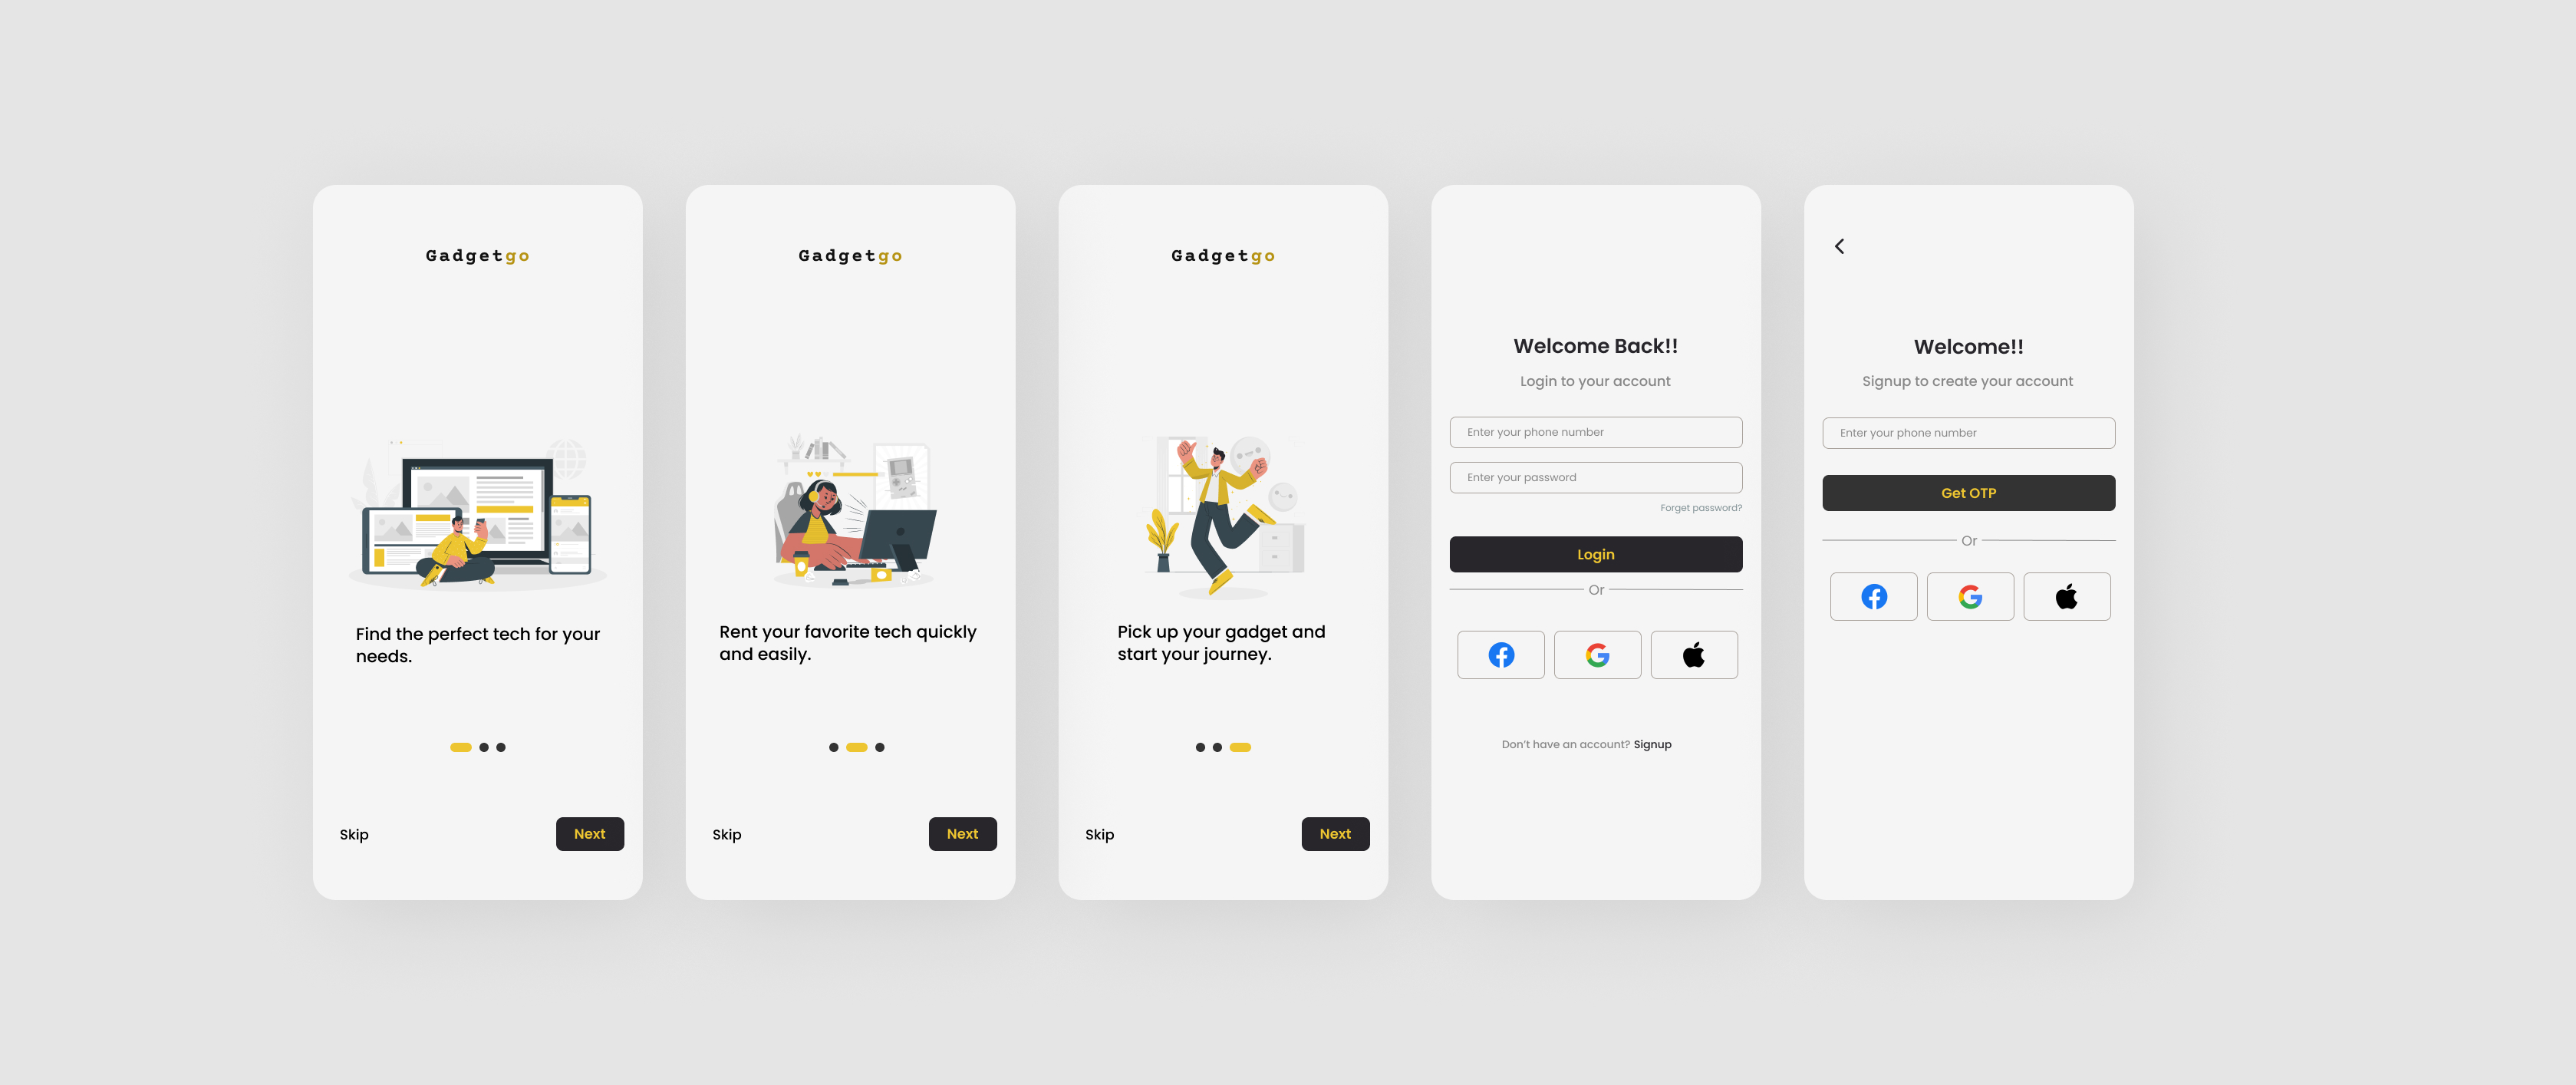 Gadgetgo
Find the perfect tech for your
needs.
Skip
Next
Gadgetgo
Rent your favorite tech quickly
and easily.
Skip
Next
Gadgetgo
Pick up your gadget and
start your journey.
Skip
Next
Welcome Back!!
Login to your account
Enter your phone number
Enter your password
Forget password?
Login
Or
Don't have an account? Signup
Welcome!!
Signup to create your account
Enter your phone number
Get OTP
Or